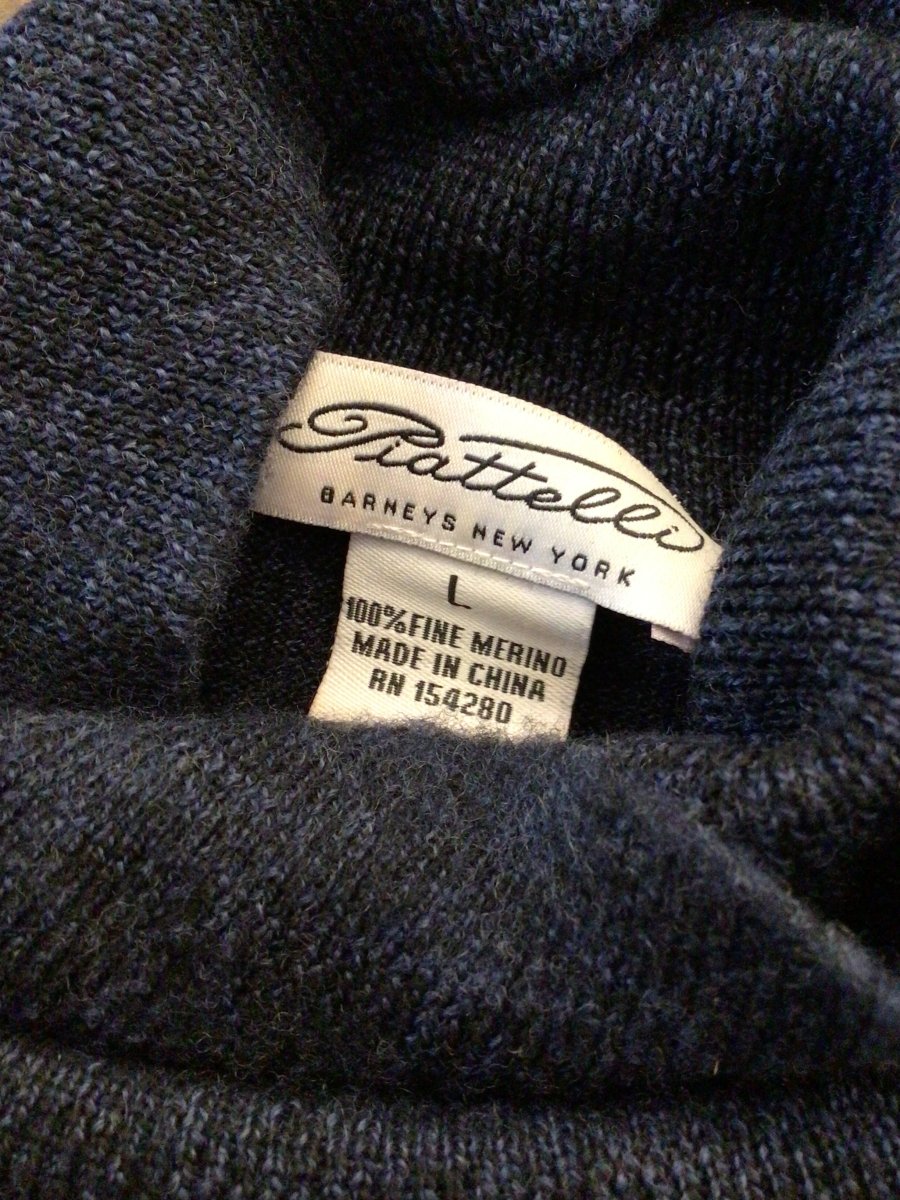 Piattelli
BARNEYS NEW YORK
L
100% FINE MERINO
MADE IN CHINA
RN 154280